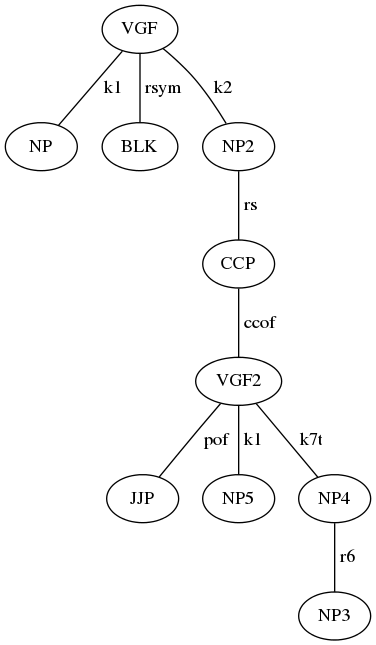 VGF
k1 rsym k2
NP BLK NP2
rs
CCP
ccof
VGF2
pof k1 k7t
JJP NP5 NP4
r6
NP3